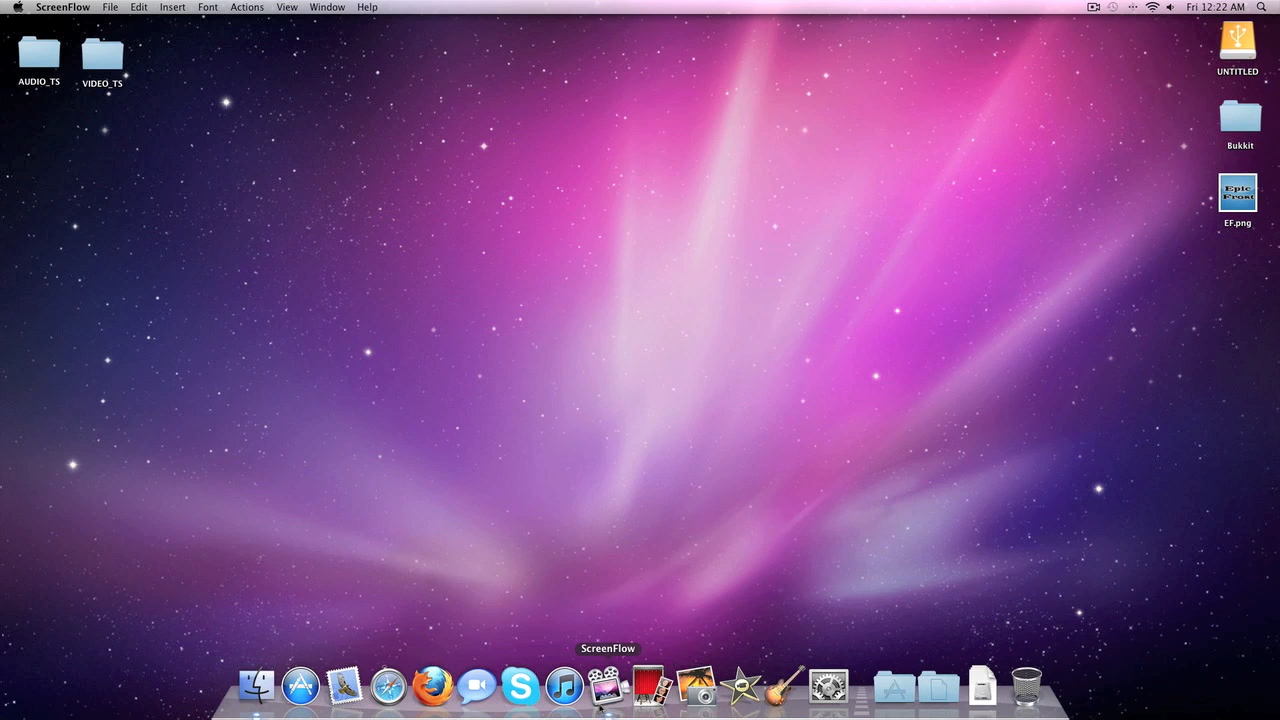 ScreenFlow File Edit Insert Font Actions View Window Help Fri 12:22 AM
AUDIO_TS
VIDEO_TS
UNTITLED
Bukkit
Epic
Frost
EF.png
ScreenFlow